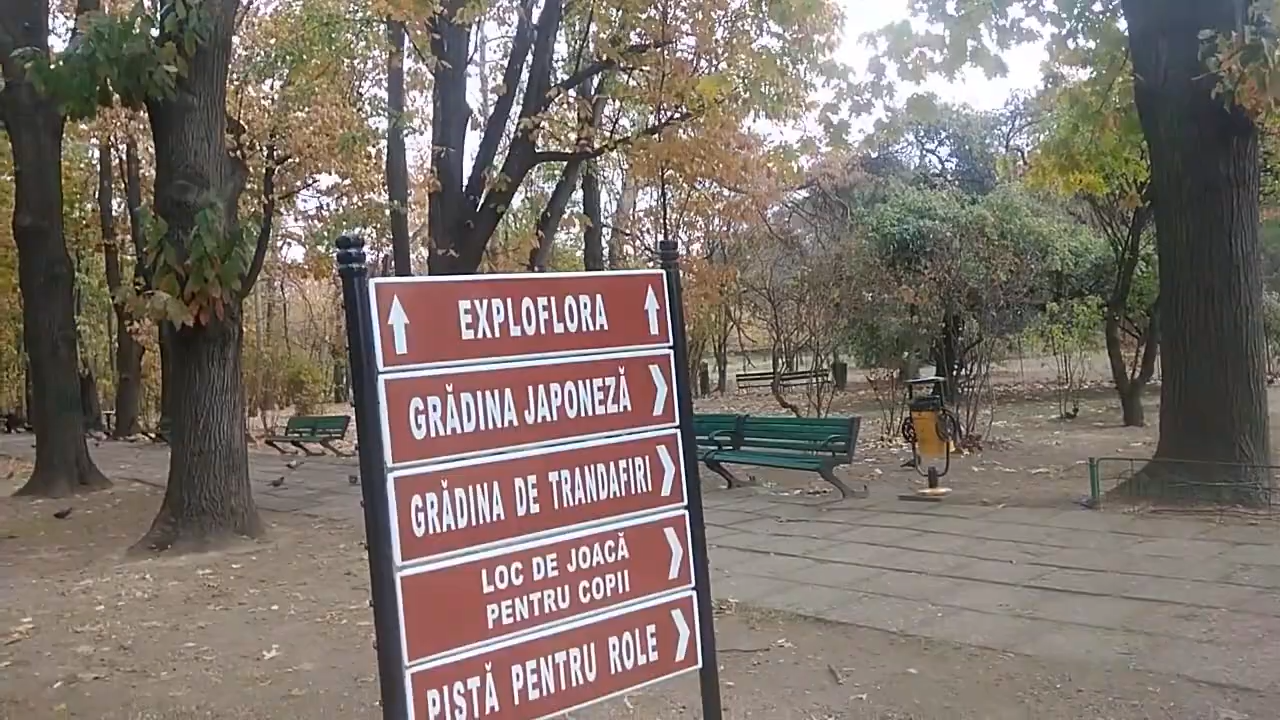 EXPLOFLORA
GRĂDINA JAPONEZĂ
GRĂDINA DE TRANDAFIRI
LOC DE JOACĂ
PENTRU COPII
PISTĂ PENTRU ROLE